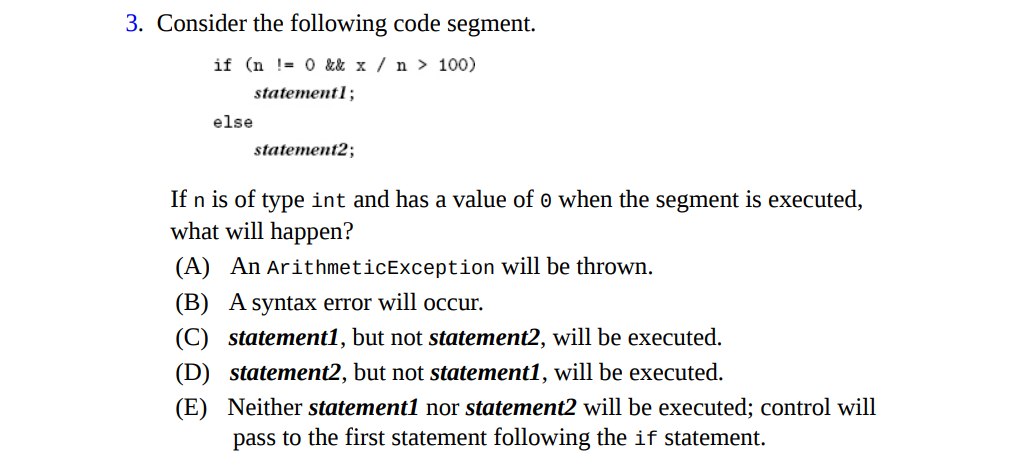 3. Consider the following code segment.
if (n != 0 && x / n > 100)
statement1;
else
statement2;
If n is of type int and has a value of 0 when the segment is executed,
what will happen?
(A) An ArithmeticException will be thrown.
(B) A syntax error will occur.
(C) statement1, but not statement2, will be executed.
(D) statement2, but not statement1, will be executed.
(E) Neither statement1 nor statement2 will be executed; control will
pass to the first statement following the if statement.